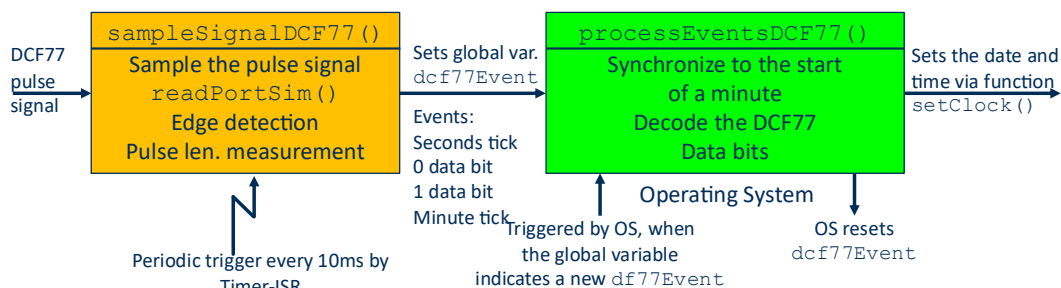 DCF77
pulse
signal
sampleSignalDCF77()
Sample the pulse signal
readPortSim()
Edge detection
Pulse len. measurement
Periodic trigger every 10ms by
Timer-ISR
Sets global var.
dcf77Event
Events:
Seconds tick
0 data bit
1 data bit
Minute tick
processEventsDCF77()
Synchronize to the start
of a minute
Decode the DCF77
Data bits
Operating System
Triggered by OS, when
the global variable
indicates a new df77Event
OS resets
dcf77Event
Sets the date and
time via function
setClock()